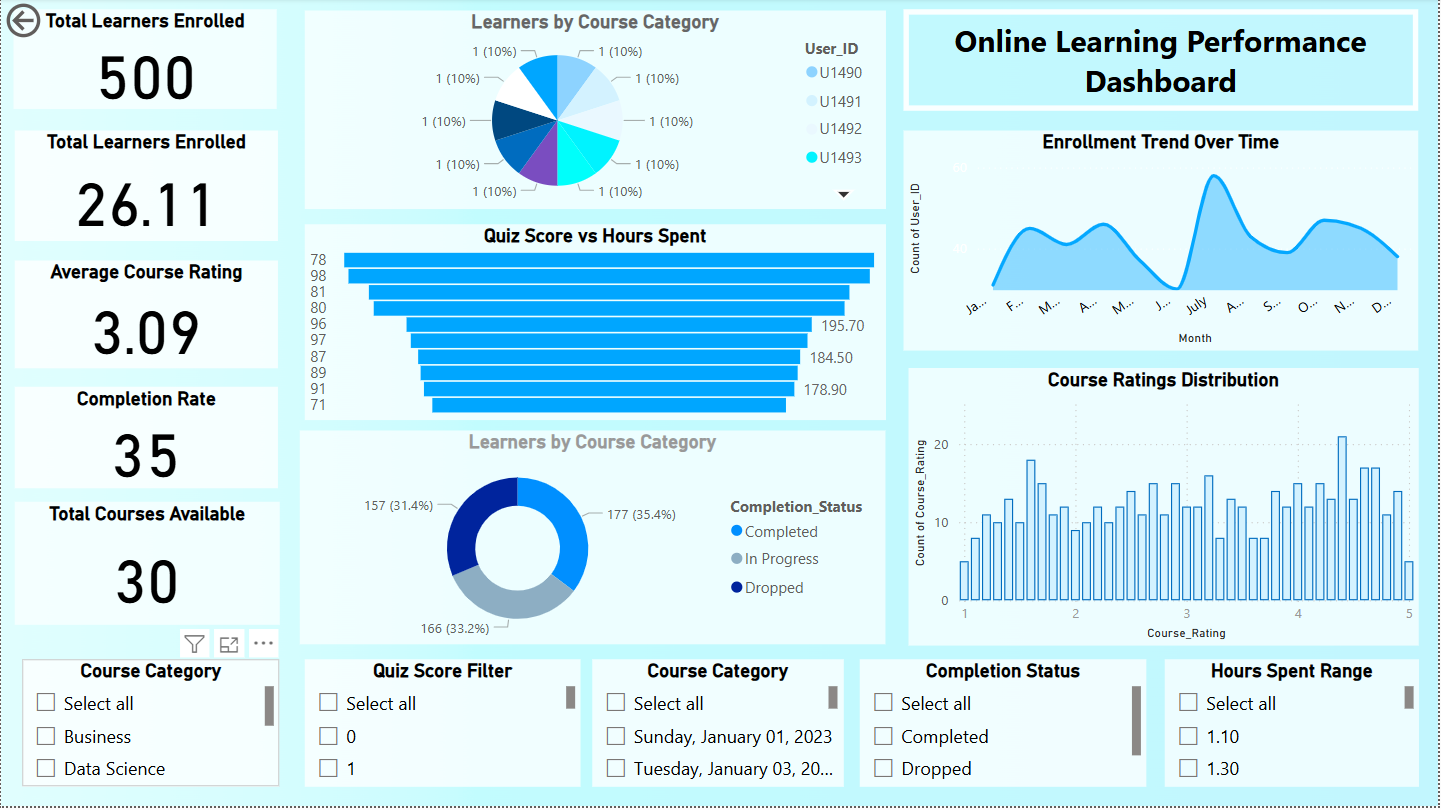 Total Learners Enrolled
500
Total Learners Enrolled
26.11
Average Course Rating
3.09
Completion Rate
35
Total Courses Available
30
Learners by Course Category
1 (10%)
1 (10%)
1 (10%)
1 (10%)
1 (10%)
1 (10%)
1 (10%)
1 (10%)
1 (10%)
1 (10%)
User_ID
U1490
U1491
U1492
U1493
Quiz Score vs Hours Spent
78
98
81
80
96
195.70
97
87
184.50
89
91
178.90
71
Learners by Course Category
157 (31.4%)
177 (35.4%)
166 (33.2%)
Completion_Status
Completed
In Progress
Dropped
Online Learning Performance
Dashboard
Enrollment Trend Over Time
Count of User_ID
40
Ja...
F...
M...
A...
M...
J...
July
A...
S...
O...
N...
D...
Month
Course Ratings Distribution
Count of Course_Rating
20
10
0
1
2
3
4
5
Course_Rating
Course Category
Select all
Business
Data Science
Quiz Score Filter
Select all
0
1
Course Category
Select all
Sunday, January 01, 2023
Tuesday, January 03, 20...
Completion Status
Select all
Completed
Dropped
Hours Spent Range
Select all
1.10
1.30